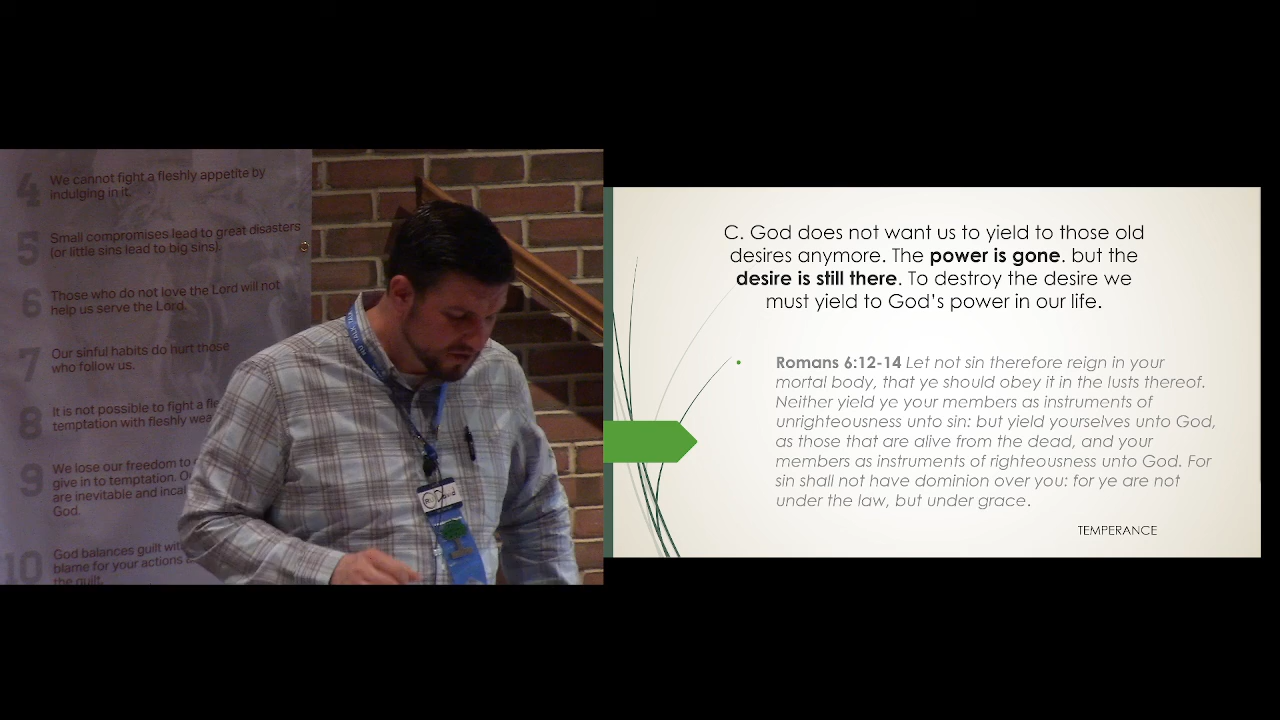 4
We cannot fight a fleshly appetite by
indulging in it.
5
Small compromises lead to great disasters
(or little sins lead to big sins).
6
Those who do not love the Lord will not
help us serve the Lord.
7
Our sinful habits do hurt those
who follow us.
8
It is not possible to fight a
temptation with fleshly
9
We lose our freedom to
give in to temptation.
are inevitable and
God.
10
God balances guilt
blame for your actions
the guilt.
RU TALK
RU
David
C. God does not want us to yield to those old
desires anymore. The power is gone. but the
desire is still there. To destroy the desire we
must yield to God’s power in our life.
• Romans 6:12-14 Let not sin therefore reign in your
mortal body, that ye should obey it in the lusts thereof.
Neither yield ye your members as instruments of
unrighteousness unto sin: but yield yourselves unto God,
as those that are alive from the dead, and your
members as instruments of righteousness unto God. For
sin shall not have dominion over you: for ye are not
under the law, but under grace.
TEMPERANCE